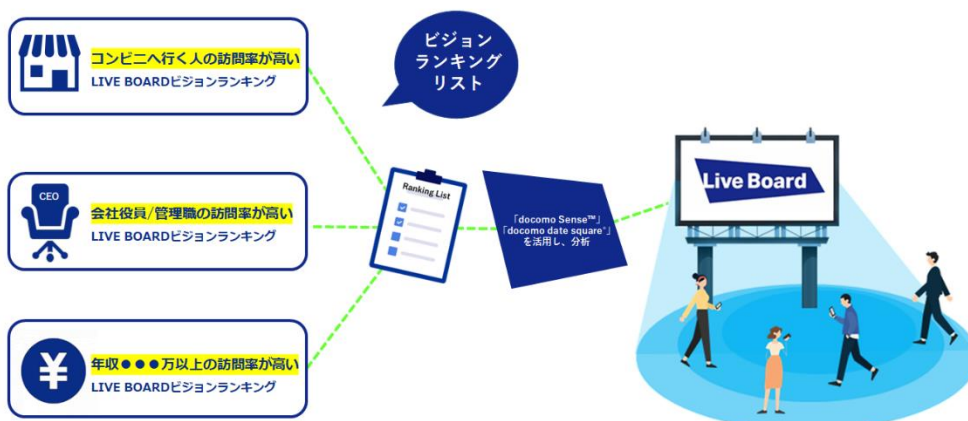 コンビニへ行く人の訪問率が高い
LIVE BOARDビジョンランキング
CEO
会社役員/管理職の訪問率が高い
LIVE BOARDビジョンランキング
¥
年収●●●万以上の訪問率が高い
LIVE BOARDビジョンランキング
ビジョン
ランキング
リスト
Ranking List
「docomo Sense™」
「docomo date square®」
を活用し、分析
Live Board